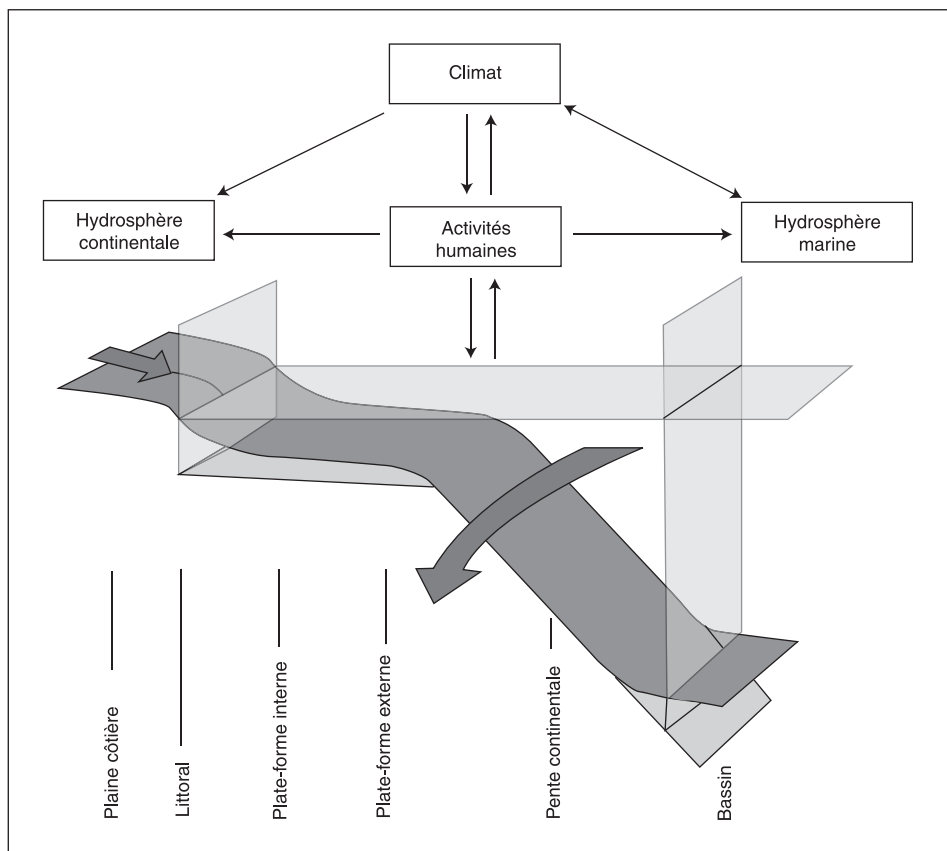 Climat
Hydrosphère
continentale
Activités
humaines
Hydrosphère
marine
Plaine côtière
Littoral
Plate-forme interne
Plate-forme externe
Pente continentale
Bassin